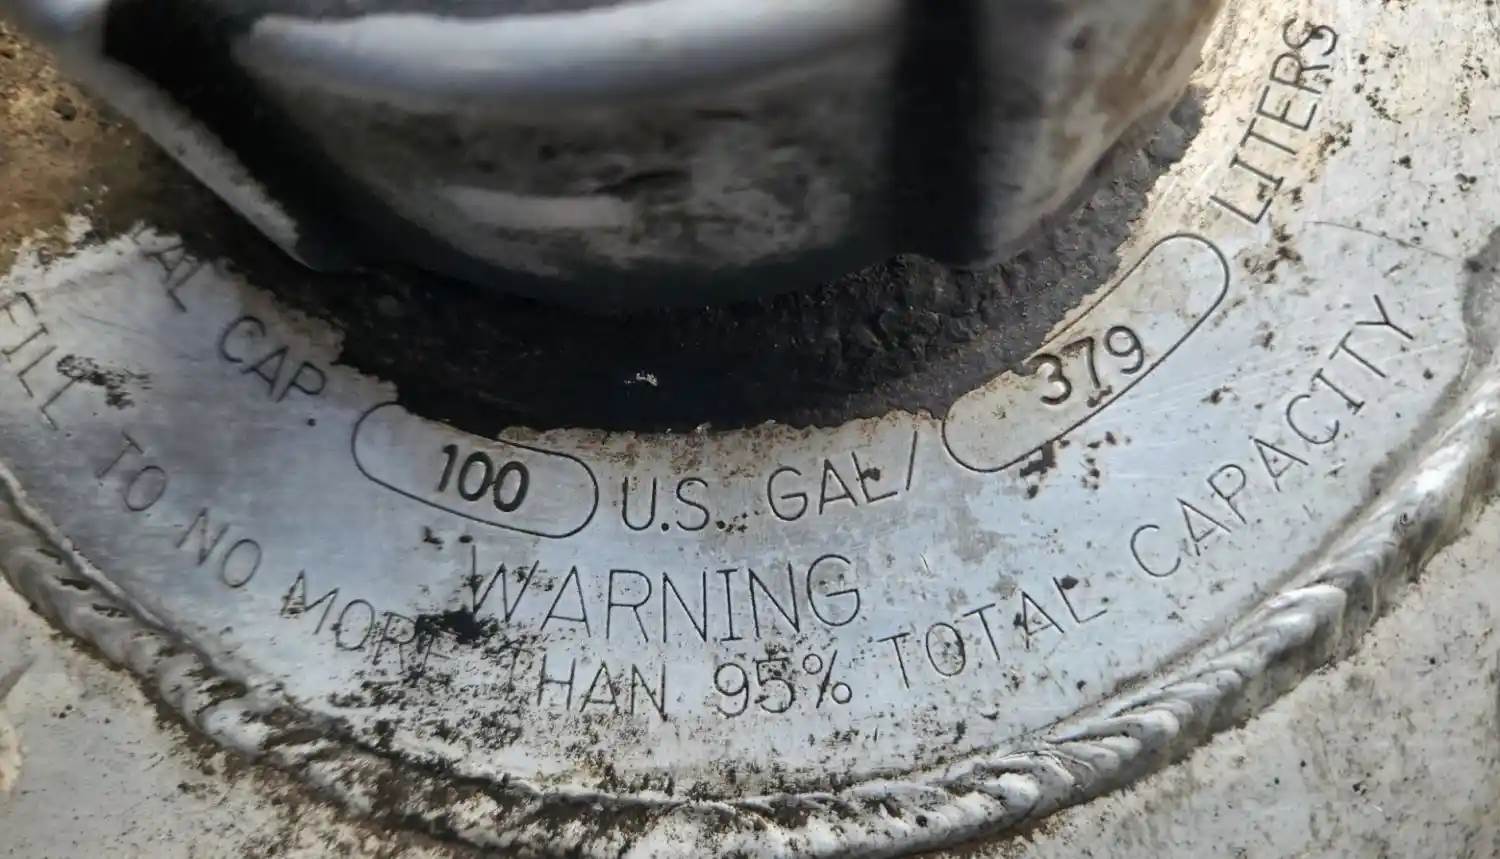 CAP. 100 U.S. GAL/ 379 LITERS
WARNING
FILL TO NO MORE THAN 95% TOTAL CAPACITY